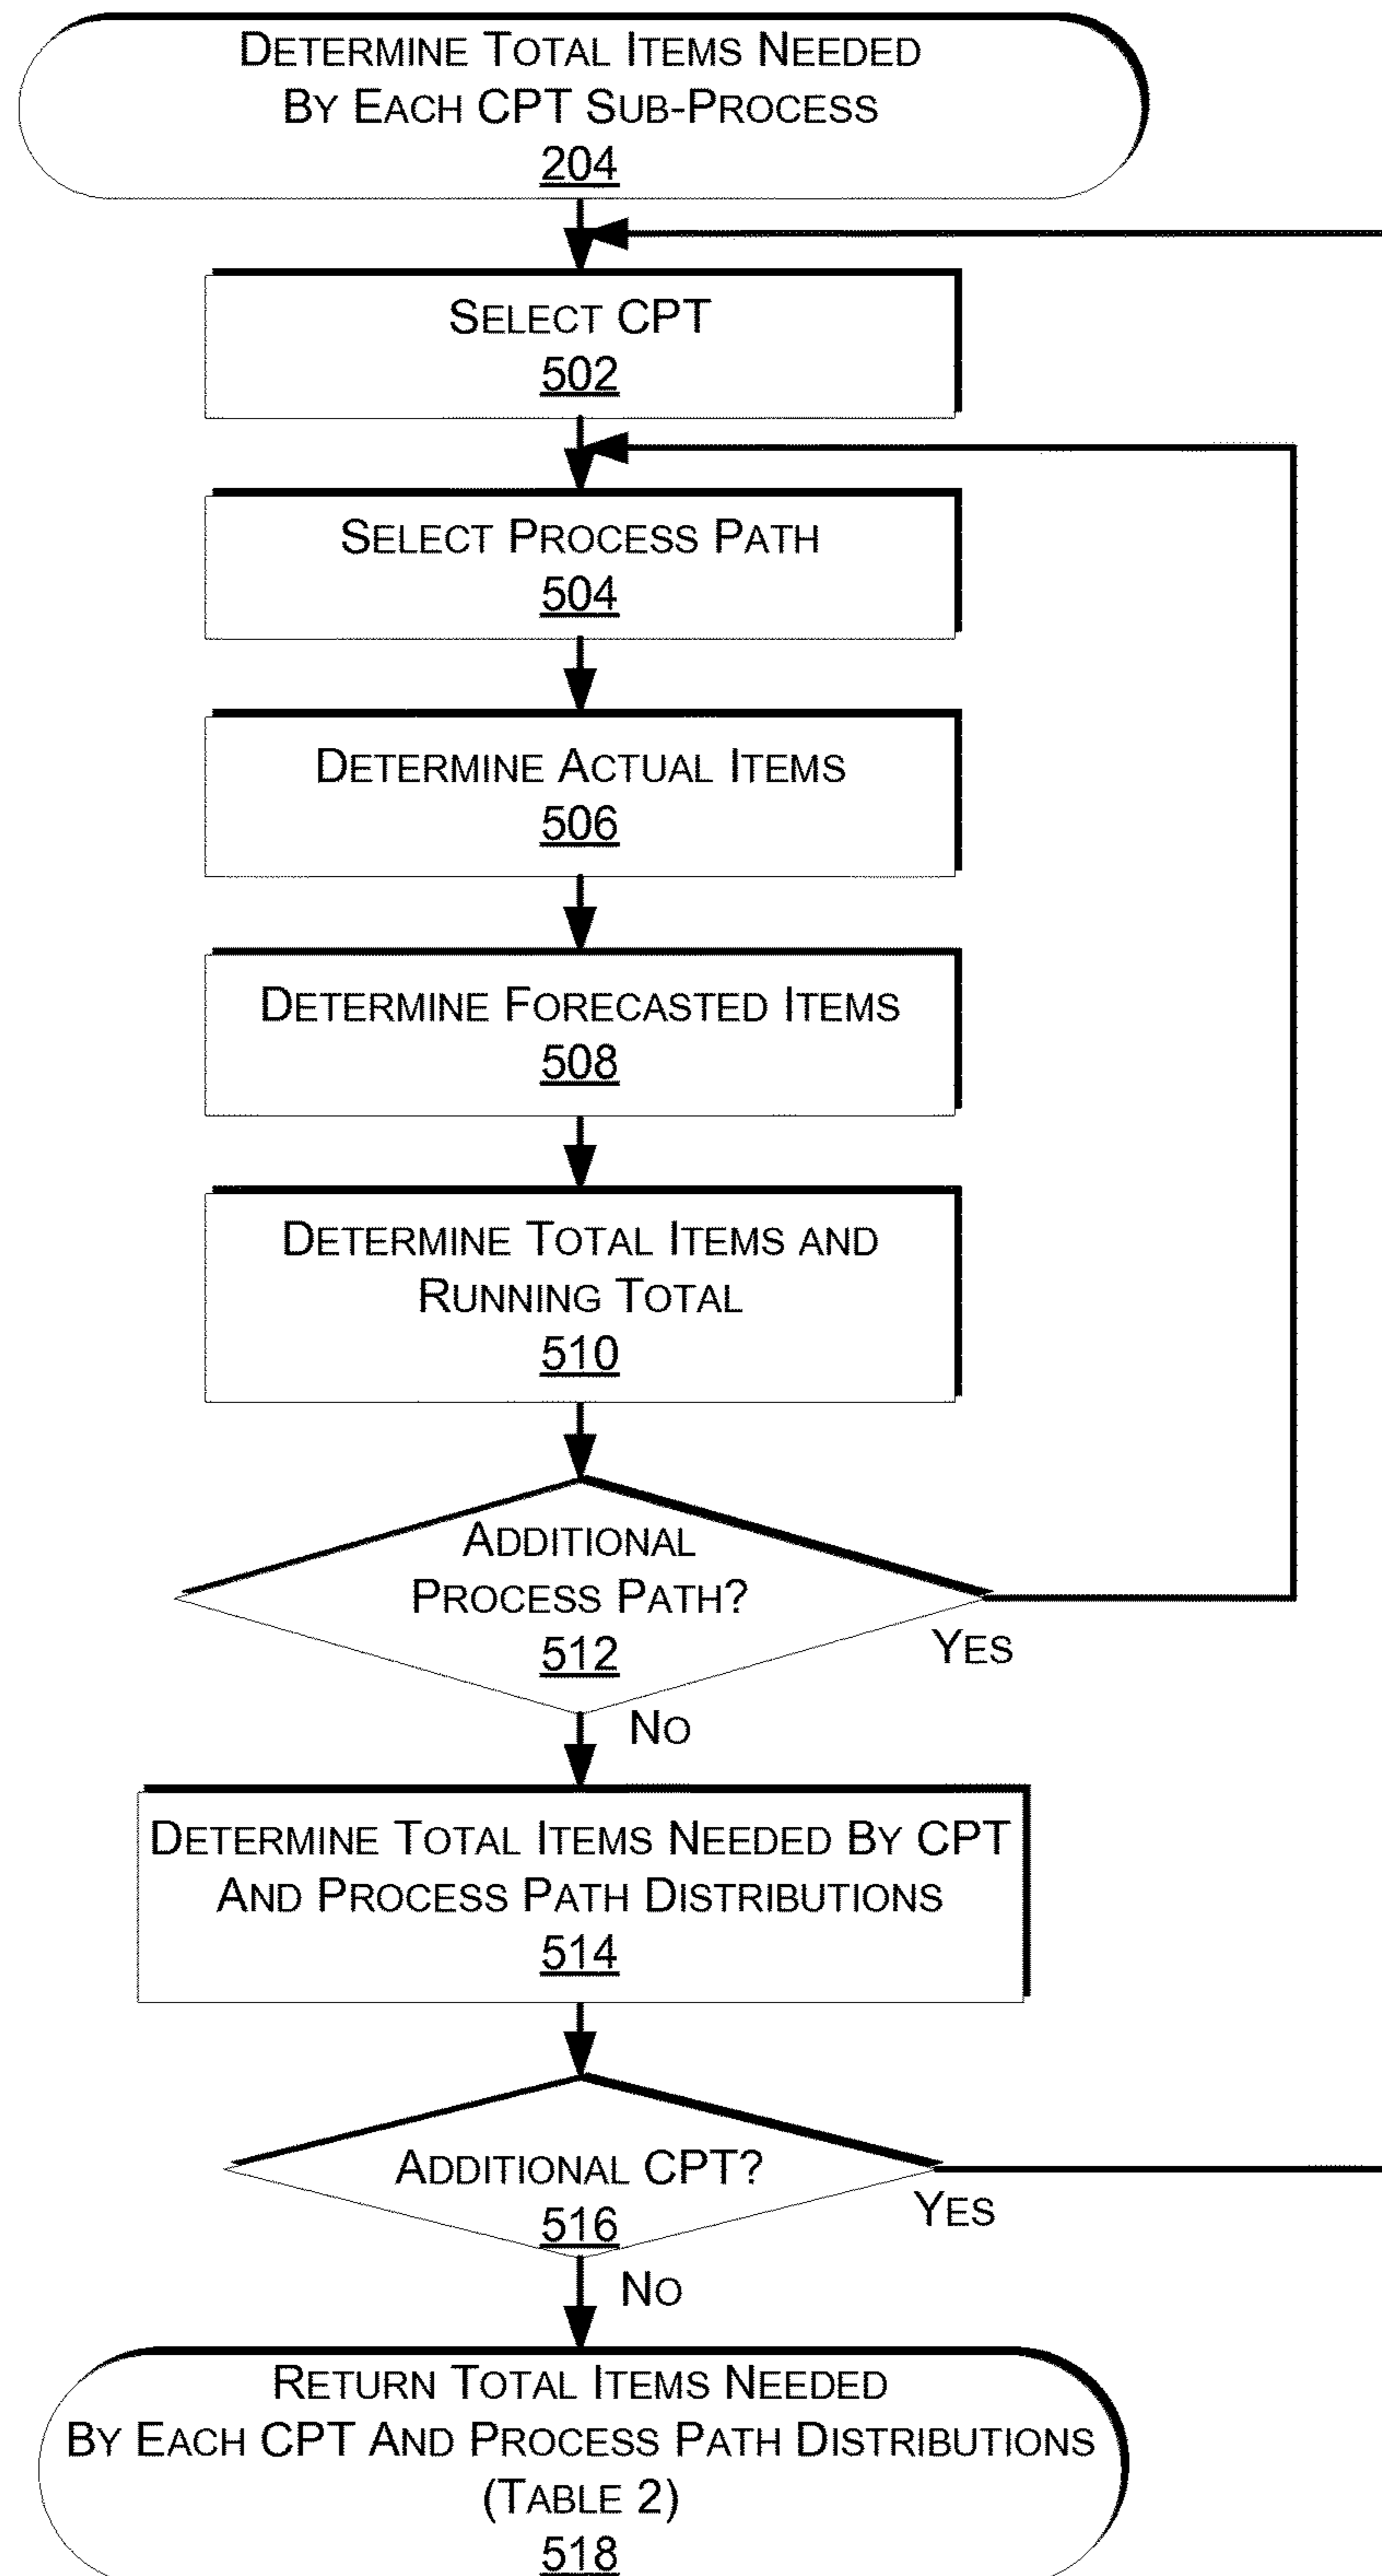 DETERMINE TOTAL ITEMS NEEDED
BY EACH CPT SUB-PROCESS
204
SELECT CPT
502
SELECT PROCESS PATH
504
DETERMINE ACTUAL ITEMS
506
DETERMINE FORECASTED ITEMS
508
DETERMINE TOTAL ITEMS AND
RUNNING TOTAL
510
ADDITIONAL
PROCESS PATH?
512
YES
NO
DETERMINE TOTAL ITEMS NEEDED BY CPT
AND PROCESS PATH DISTRIBUTIONS
514
ADDITIONAL CPT?
516
YES
NO
RETURN TOTAL ITEMS NEEDED
BY EACH CPT AND PROCESS PATH DISTRIBUTIONS
(TABLE 2)
518